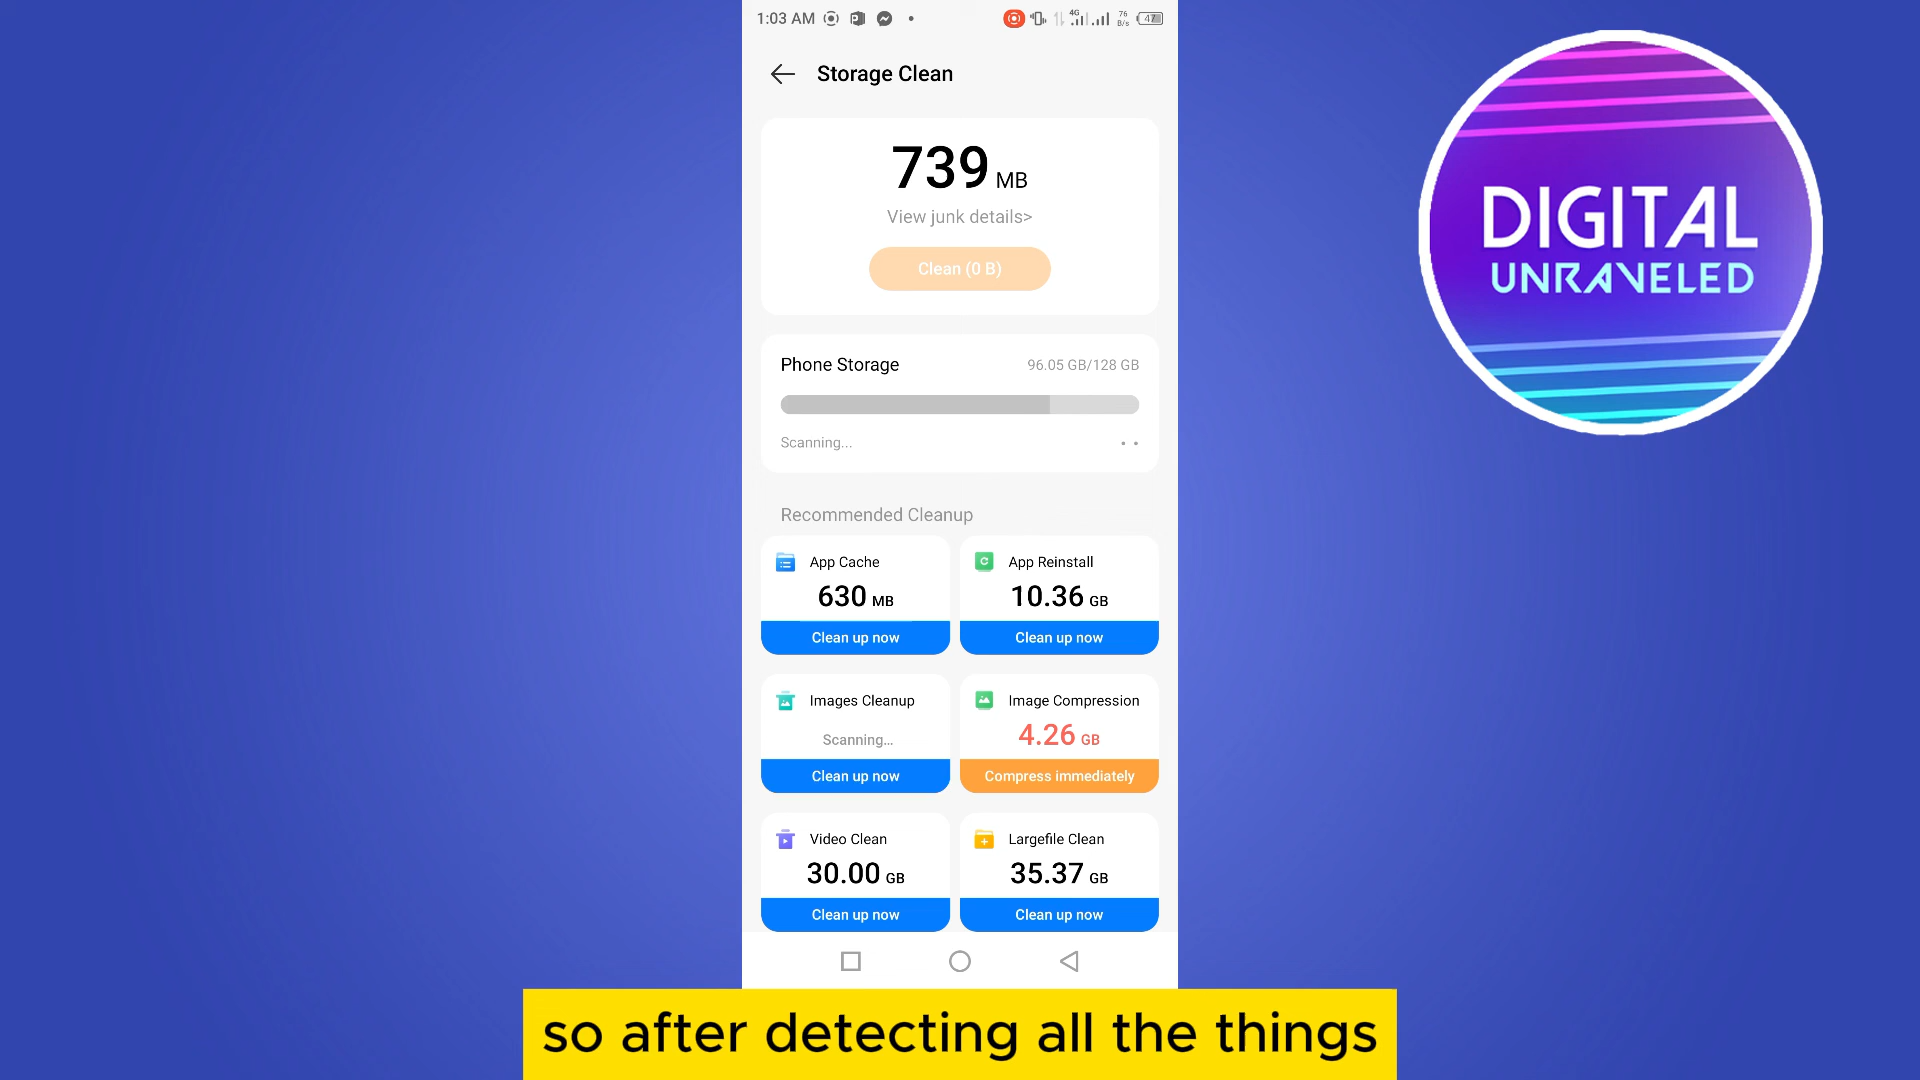 1:03 AM
4G
76
B/s
47
Storage Clean
739 MB
View junk details>
Clean (0 B)
Phone Storage
96.05 GB/128 GB
Scanning...
Recommended Cleanup
App Cache
630 MB
Clean up now
App Reinstall
10.36 GB
Clean up now
Images Cleanup
Scanning...
Clean up now
Image Compression
4.26 GB
Compress immediately
Video Clean
30.00 GB
Clean up now
Largefile Clean
35.37 GB
Clean up now
DIGITAL
UNRAVELED
so after detecting all the things